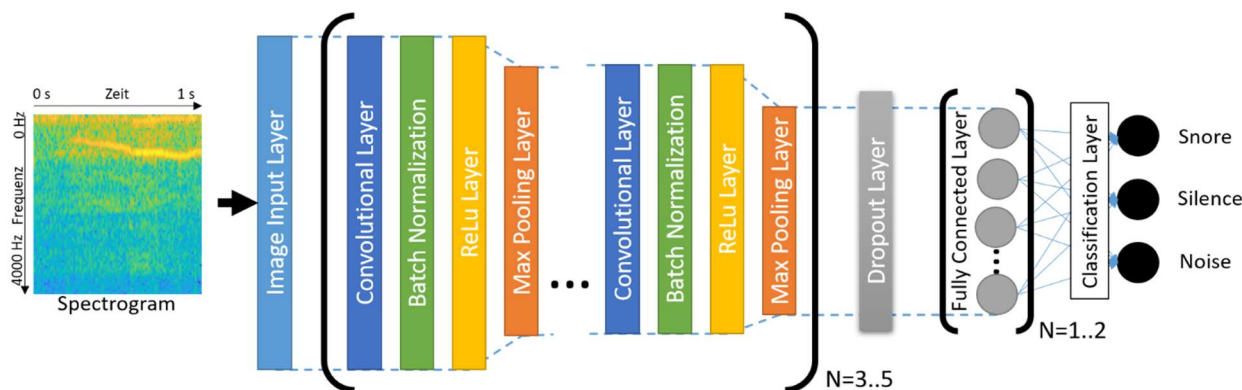 0 s Zeit 1 s
0 Hz
Frequenz
4000 Hz
Spectrogram
Image Input Layer
Convolutional Layer
Batch Normalization
ReLu Layer
Max Pooling Layer
...
Convolutional Layer
Batch Normalization
ReLu Layer
Max Pooling Layer
N=3..5
Dropout Layer
Fully Connected Layer
N=1..2
Classification Layer
Snore
Silence
Noise